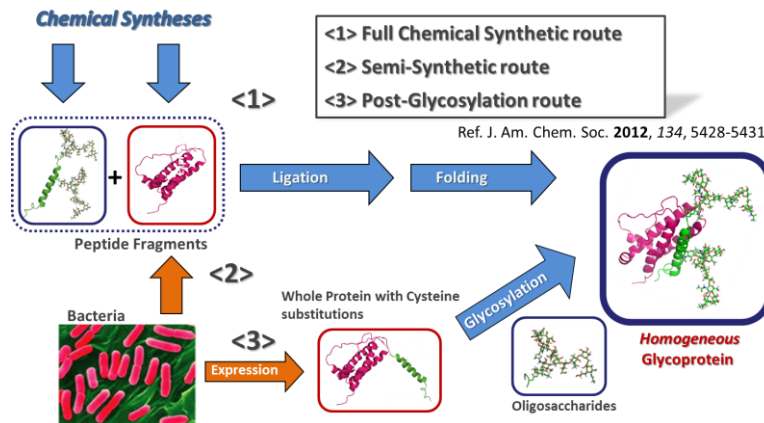 Chemical Syntheses
<1> Full Chemical Synthetic route
<2> Semi-Synthetic route
<3> Post-Glycosylation route
<1>
Ref. J. Am. Chem. Soc. 2012, 134, 5428-5431
+
Ligation
Folding
Peptide Fragments
<2>
Bacteria
<3>
Expression
Whole Protein with Cysteine
substitutions
Glycosylation
Oligosaccharides
Homogeneous
Glycoprotein